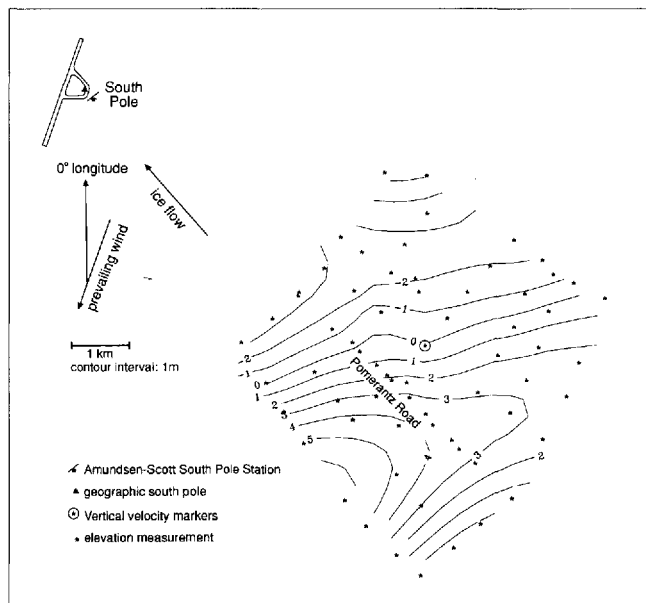 South
Pole
0° longitude
ice flow
prevailing wind
1 km
contour interval: 1m
-2
-1
0
1
2
3
4
5
-2
-1
0
1
2
3
4
3
2
Pomerantz Road
Amundsen-Scott South Pole Station
geographic south pole
Vertical velocity markers
elevation measurement